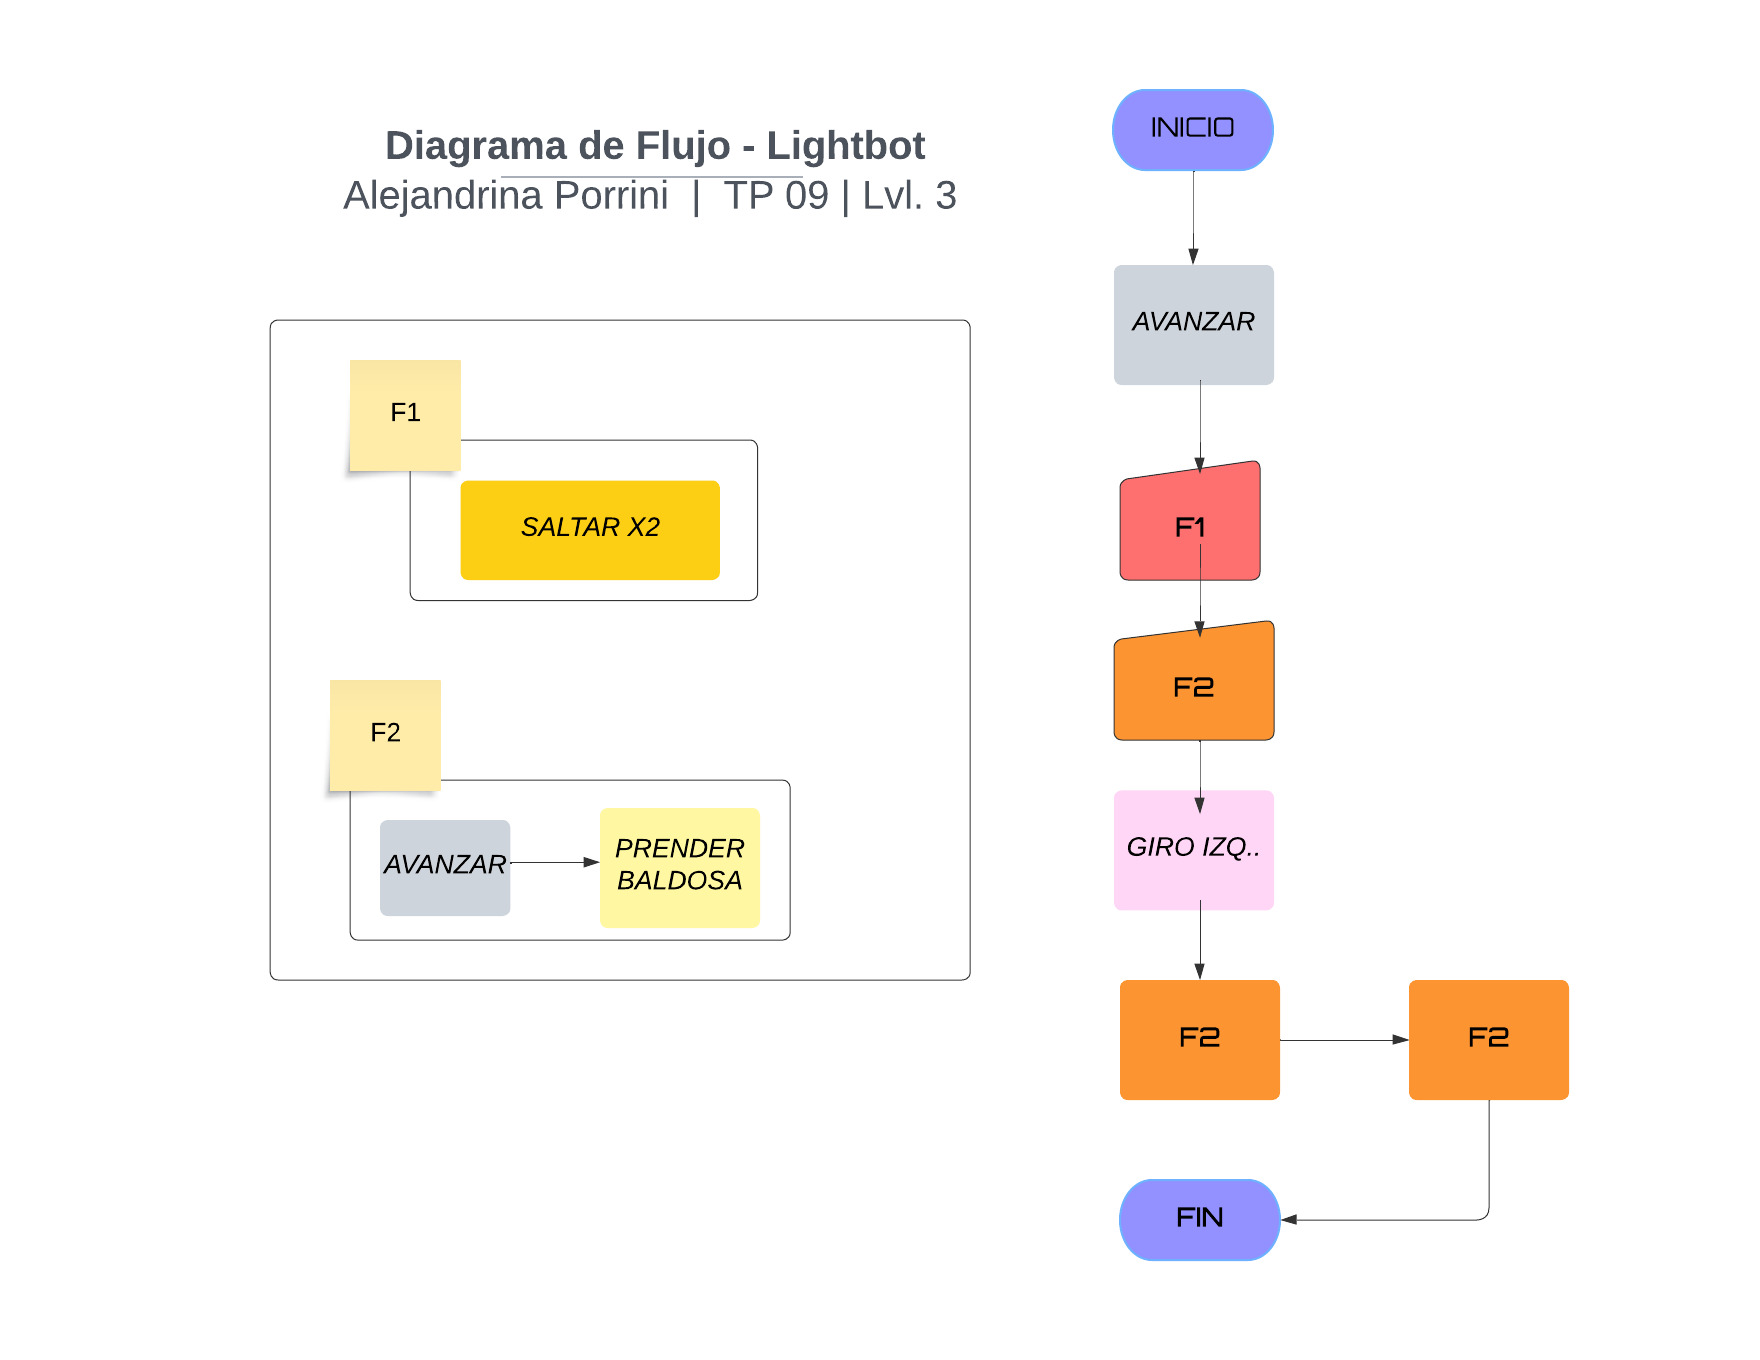 Diagrama de Flujo - Lightbot
Alejandrina Porrini | TP 09 | Lvl. 3
F1
SALTAR X2
F2
AVANZAR
PRENDER
BALDOSA
INICIO
AVANZAR
F1
F2
GIRO IZQ..
F2
F2
FIN